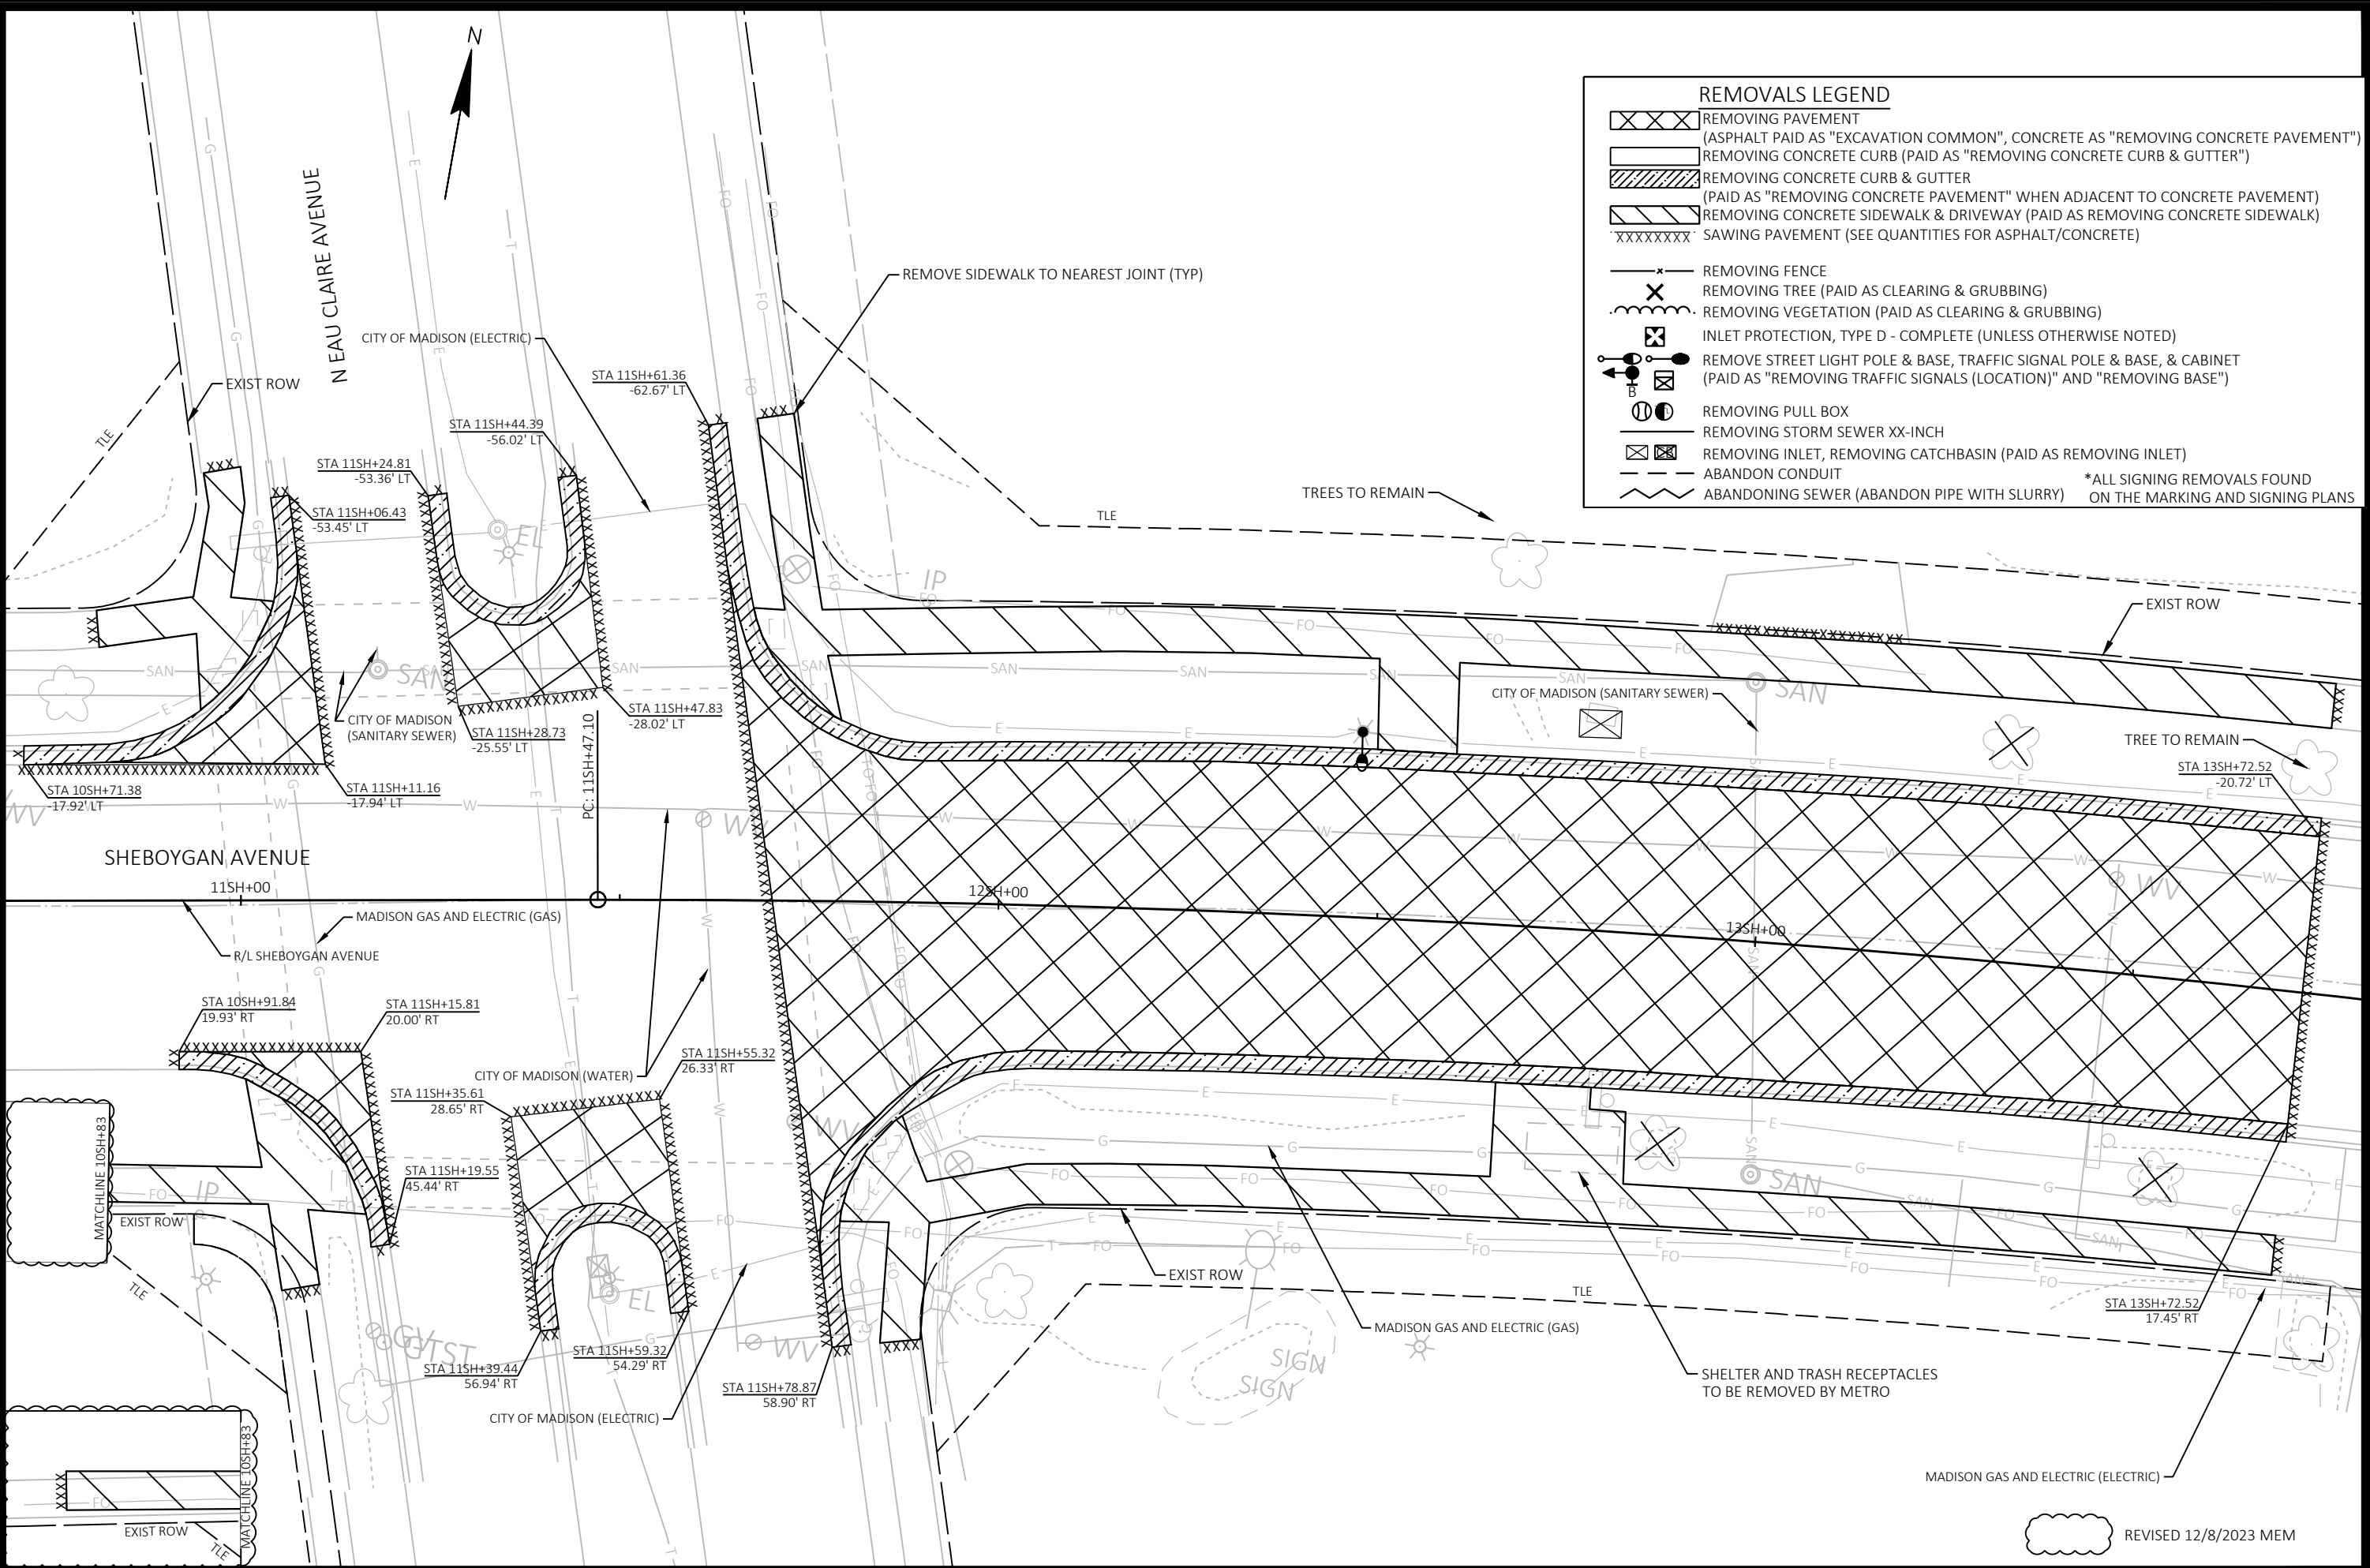 N
REMOVALS LEGEND
REMOVING PAVEMENT
(ASPHALT PAID AS "EXCAVATION COMMON", CONCRETE AS "REMOVING CONCRETE PAVEMENT")
REMOVING CONCRETE CURB (PAID AS "REMOVING CONCRETE CURB & GUTTER")
REMOVING CONCRETE CURB & GUTTER
(PAID AS "REMOVING CONCRETE PAVEMENT" WHEN ADJACENT TO CONCRETE PAVEMENT)
REMOVING CONCRETE SIDEWALK & DRIVEWAY (PAID AS REMOVING CONCRETE SIDEWALK)
SAWING PAVEMENT (SEE QUANTITIES FOR ASPHALT/CONCRETE)
REMOVING FENCE
REMOVING TREE (PAID AS CLEARING & GRUBBING)
REMOVING VEGETATION (PAID AS CLEARING & GRUBBING)
INLET PROTECTION, TYPE D - COMPLETE (UNLESS OTHERWISE NOTED)
REMOVE STREET LIGHT POLE & BASE, TRAFFIC SIGNAL POLE & BASE, & CABINET
(PAID AS "REMOVING TRAFFIC SIGNALS (LOCATION)" AND "REMOVING BASE")
B
REMOVING PULL BOX
REMOVING STORM SEWER XX-INCH
REMOVING INLET, REMOVING CATCHBASIN (PAID AS REMOVING INLET)
ABANDON CONDUIT
ABANDONING SEWER (ABANDON PIPE WITH SLURRY)
*ALL SIGNING REMOVALS FOUND
ON THE MARKING AND SIGNING PLANS
N EAU CLAIRE AVENUE
REMOVE SIDEWALK TO NEAREST JOINT (TYP)
CITY OF MADISON (ELECTRIC)
EXIST ROW
TLE
STA 11SH+61.36
-62.67' LT
STA 11SH+44.39
-56.02' LT
STA 11SH+24.81
-53.36' LT
STA 11SH+06.43
-53.45' LT
TREES TO REMAIN
TLE
EL
IP
EXIST ROW
SAN
CITY OF MADISON
(SANITARY SEWER)
STA 11SH+47.83
-28.02' LT
STA 11SH+28.73
-25.55' LT
PC: 11SH+47.10
CITY OF MADISON (SANITARY SEWER)
SAN
TREE TO REMAIN
STA 13SH+72.52
-20.72' LT
STA 10SH+71.38
-17.92' LT
STA 11SH+11.16
-17.94' LT
WV
WV
WV
SHEBOYGAN AVENUE
11SH+00
12SH+00
13SH+00
MADISON GAS AND ELECTRIC (GAS)
R/L SHEBOYGAN AVENUE
STA 10SH+91.84
19.93' RT
STA 11SH+15.81
20.00' RT
CITY OF MADISON (WATER)
STA 11SH+55.32
26.33' RT
STA 11SH+35.61
28.65' RT
STA 11SH+19.55
45.44' RT
MATCHLINE 10SH+83
IP
EXIST ROW
TLE
WV
SAN
GV
TST
EL
WV
STA 11SH+39.44
56.94' RT
STA 11SH+59.32
54.29' RT
STA 11SH+78.87
58.90' RT
CITY OF MADISON (ELECTRIC)
EXIST ROW
TLE
MADISON GAS AND ELECTRIC (GAS)
SIGN
SIGN
SHELTER AND TRASH RECEPTACLES
TO BE REMOVED BY METRO
STA 13SH+72.52
17.45' RT
MADISON GAS AND ELECTRIC (ELECTRIC)
MATCHLINE 10SH+83
EXIST ROW
TLE
REVISED 12/8/2023 MEM